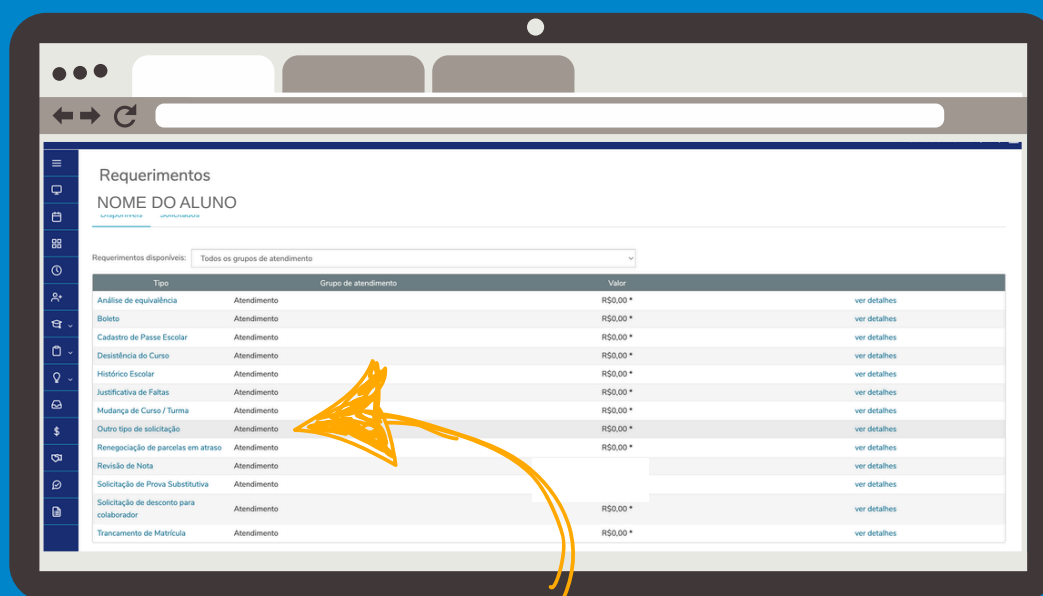 Requerimentos
NOME DO ALUNO
Disponíveis Solicitados
Requerimentos disponíveis: Todos os grupos de atendimento
Tipo Grupo de atendimento Valor
Análise de equivalência Atendimento R$0,00 * ver detalhes
Boleto Atendimento R$0,00 * ver detalhes
Cadastro de Passe Escolar Atendimento R$0,00 * ver detalhes
Desistência do Curso Atendimento R$0,00 * ver detalhes
Histórico Escolar Atendimento R$0,00 * ver detalhes
Justificativa de Faltas Atendimento R$0,00 * ver detalhes
Mudança de Curso / Turma Atendimento R$0,00 * ver detalhes
Outro tipo de solicitação Atendimento R$0,00 * ver detalhes
Renegociação de parcelas em atraso Atendimento R$0,00 * ver detalhes
Revisão de Nota Atendimento ver detalhes
Solicitação de Prova Substitutiva Atendimento ver detalhes
Solicitação de desconto para
colaborador Atendimento R$0,00 * ver detalhes
Trancamento de Matrícula Atendimento R$0,00 * ver detalhes